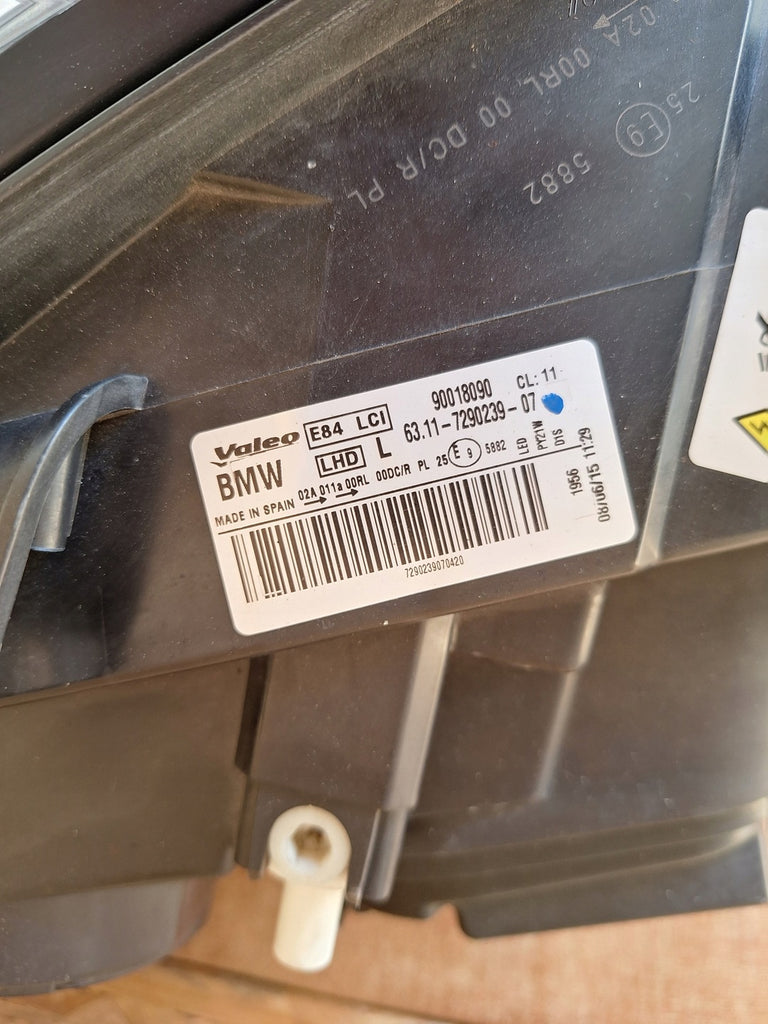 02A 00RL 00 DC/R PL
25 E9
5882
Valeo E84 LCI 90018090 CL: 11
BMW LHD L 63.11-7290239-07
MADE IN SPAIN 02A 011a 00RL 00DC/R PL 25 E 9 5882 LED PY21W D1S
1956
08/06/15 11:29
7290239070420